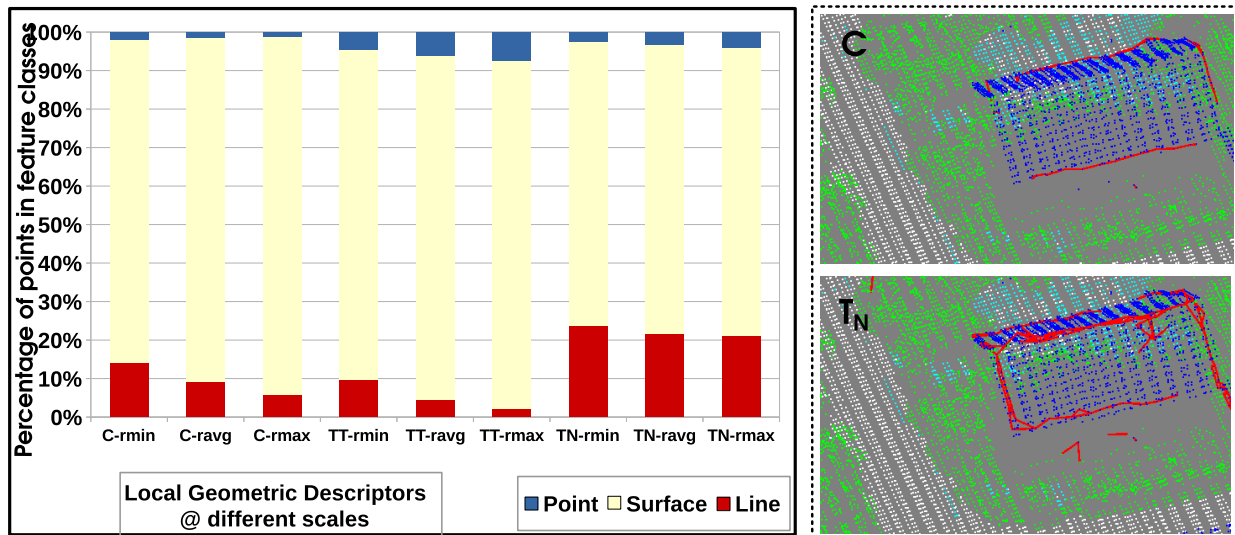 Percentage of points in feature classes
100%
90%
80%
70%
60%
50%
40%
30%
20%
10%
0%
C-rmin C-ravg C-rmax TT-rmin TT-ravg TT-rmax TN-rmin TN-ravg TN-rmax
Local Geometric Descriptors
@ different scales
Point Surface Line
C
TN